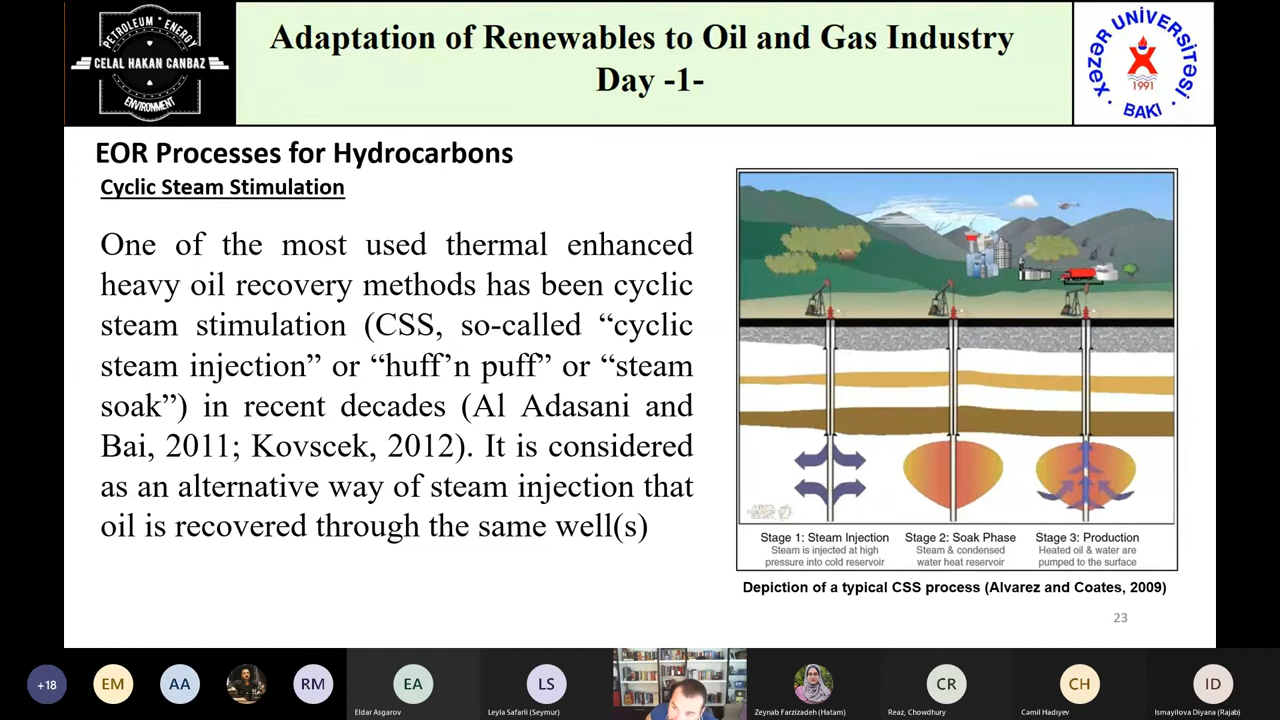 PETROLEUM * ENERGY
CELAL HAKAN CANBAZ
ENVIRONMENT
Adaptation of Renewables to Oil and Gas Industry
Day -1-
XƏZƏR UNİVERSİTƏSİ
1991
BAKI
EOR Processes for Hydrocarbons
Cyclic Steam Stimulation
One of the most used thermal enhanced
heavy oil recovery methods has been cyclic
steam stimulation (CSS, so-called “cyclic
steam injection” or “huff’n puff” or “steam
soak”) in recent decades (Al Adasani and
Bai, 2011; Kovscek, 2012). It is considered
as an alternative way of steam injection that
oil is recovered through the same well(s)
Stage 1: Steam Injection
Steam is injected at high
pressure into cold reservoir
Stage 2: Soak Phase
Steam & condensed
water heat reservoir
Stage 3: Production
Heated oil & water are
pumped to the surface
Depiction of a typical CSS process (Alvarez and Coates, 2009)
23
+18
EM
AA
RM
EA
Eldar Asgarov
LS
Leyla Safarli (Seymur)
Zeynab Farzizadeh (Hatam)
CR
Reaz, Chowdhury
CH
Cəmil Hadıyev
ID
Ismayilova Diyana (Rajab)